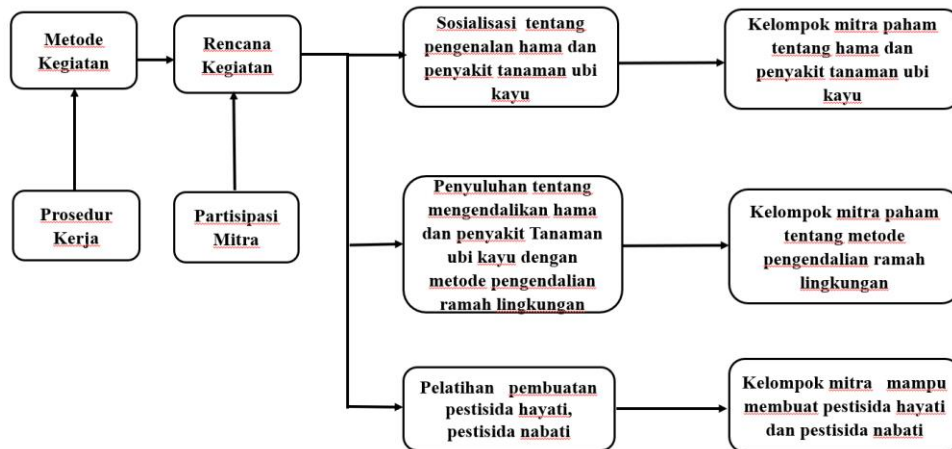 Metode
Kegiatan
Rencana
Kegiatan
Sosialisasi tentang
pengenalan hama dan
penyakit tanaman ubi
kayu
Kelompok mitra paham
tentang hama dan
penyakit tanaman ubi
kayu
Prosedur
Kerja
Partisipasi
Mitra
Penyuluhan tentang
mengendalikan hama
dan penyakit Tanaman
ubi kayu dengan
metode pengendalian
ramah lingkungan
Kelompok mitra paham
tentang metode
pengendalian ramah
lingkungan
Pelatihan pembuatan
pestisida hayati,
pestisida nabati
Kelompok mitra mampu
membuat pestisida hayati
dan pestisida nabati